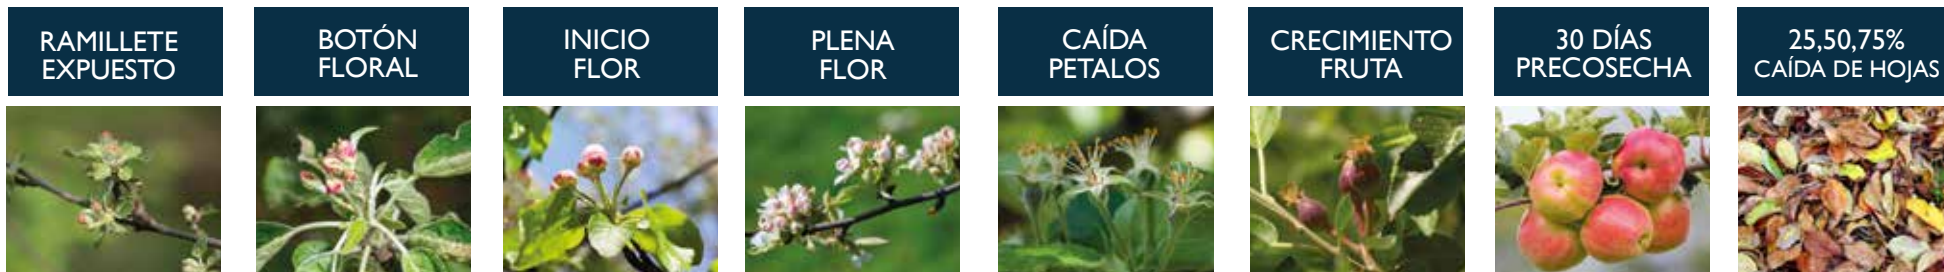 RAMILLETE
EXPUESTO
BOTÓN
FLORAL
INICIO
FLOR
PLENA
FLOR
CAÍDA
PETALOS
CRECIMIENTO
FRUTA
30 DÍAS
PRECOSECHA
25,50,75%
CAÍDA DE HOJAS